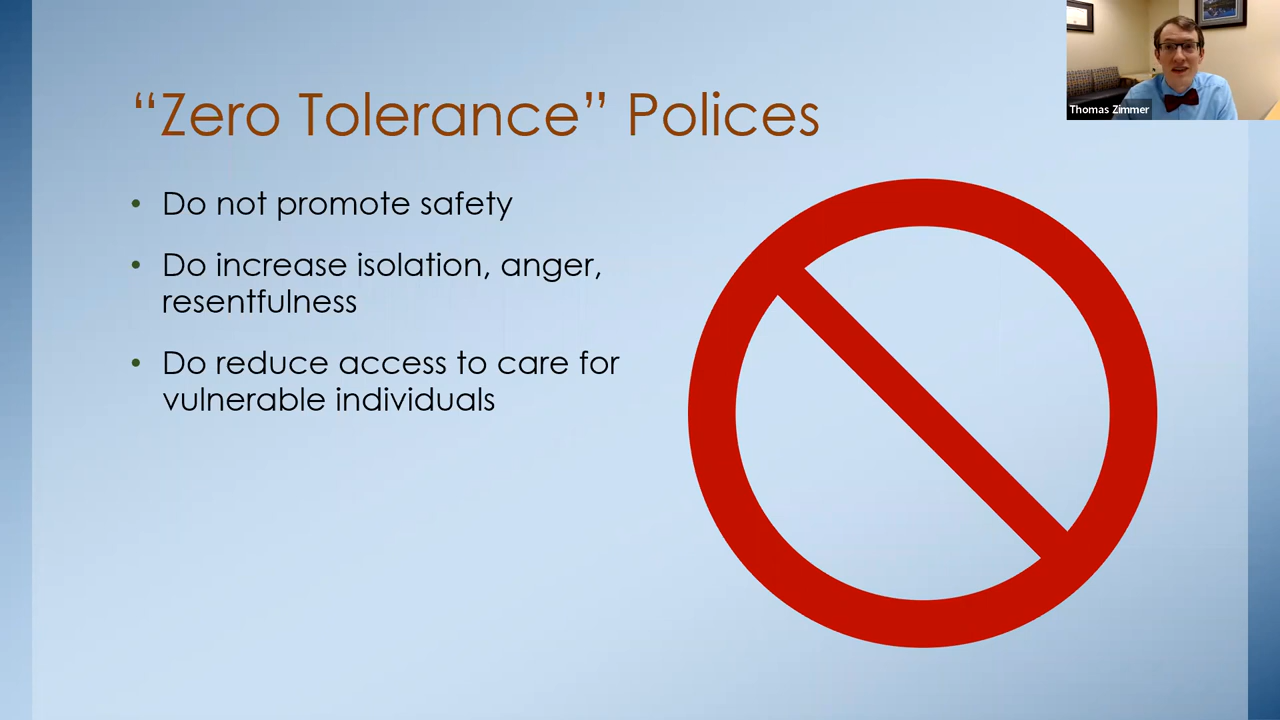 “Zero Tolerance” Polices
• Do not promote safety
• Do increase isolation, anger,
resentfulness
• Do reduce access to care for
vulnerable individuals
Thomas Zimmer